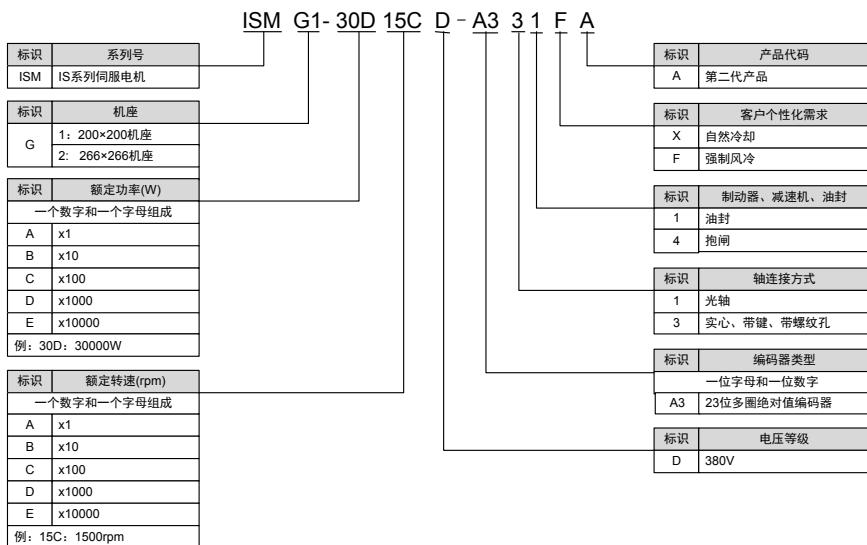 ISM G1-30D 15C D-A3 3 1 F A
标识 系列号
ISM IS系列伺服电机
标识 机座
G 1：200×200机座
2: 266×266机座
标识 额定功率(W)
一个数字和一个字母组成
A x1
B x10
C x100
D x1000
E x10000
例：30D：30000W
标识 额定转速(rpm)
一个数字和一个字母组成
A x1
B x10
C x100
D x1000
E x10000
例：15C：1500rpm
标识 产品代码
A 第二代产品
标识 客户个性化需求
X 自然冷却
F 强制风冷
标识 制动器、减速机、油封
1 油封
4 抱闸
标识 轴连接方式
1 光轴
3 实心、带键、带螺纹孔
标识 编码器类型
一位字母和一位数字
A3 23位多圈绝对值编码器
标识 电压等级
D 380V